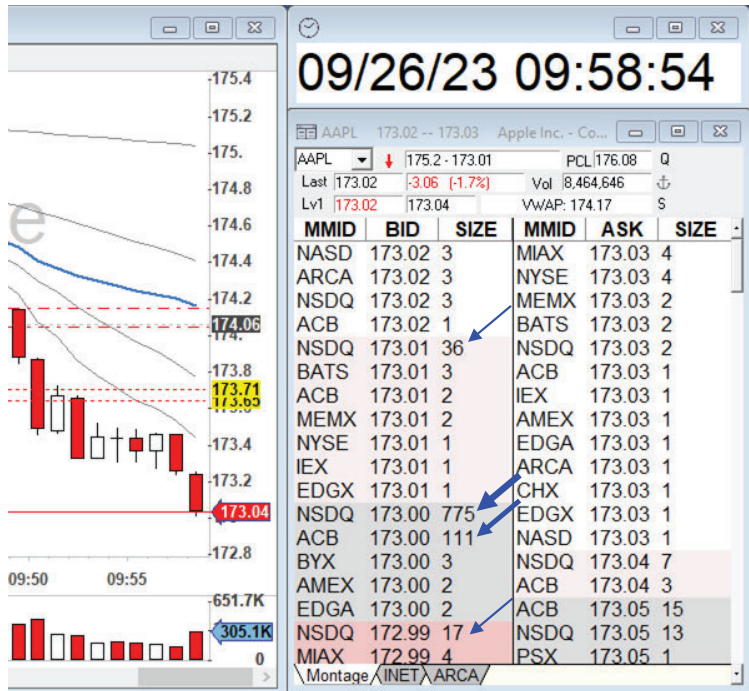 09/26/23 09:58:54
AAPL 173.02 -- 173.03 Apple Inc. - Co...
AAPL 175.2 - 173.01 PCL 176.08 Q
Last 173.02 -3.06 (-1.7%) Vol 8,464,646
Lv1 173.02 173.04 VWAP: 174.17 S
MMID BID SIZE MMID ASK SIZE
NASD 173.02 3 MIAX 173.03 4
ARCA 173.02 3 NYSE 173.03 4
NSDQ 173.02 3 MEMX 173.03 2
ACB 173.02 1 BATS 173.03 2
NSDQ 173.01 36 NSDQ 173.03 2
BATS 173.01 3 ACB 173.03 1
ACB 173.01 2 IEX 173.03 1
MEMX 173.01 2 AMEX 173.03 1
NYSE 173.01 1 EDGA 173.03 1
IEX 173.01 1 ARCA 173.03 1
EDGX 173.01 1 CHX 173.03 1
NSDQ 173.00 775 EDGX 173.03 1
ACB 173.00 111 NASD 173.03 1
BYX 173.00 3 NSDQ 173.04 7
AMEX 173.00 2 ACB 173.04 3
EDGA 173.00 2 ACB 173.05 15
NSDQ 172.99 17 NSDQ 173.05 13
MIAX 172.99 4 PSX 173.05 1
Montage INET ARCA
e
175.4
175.2
175.
174.8
174.6
174.4
174.2
174.06
174.
173.8
173.71
173.65
173.4
173.2
173.04
172.8
09:50 09:55
651.7K
305.1K
0